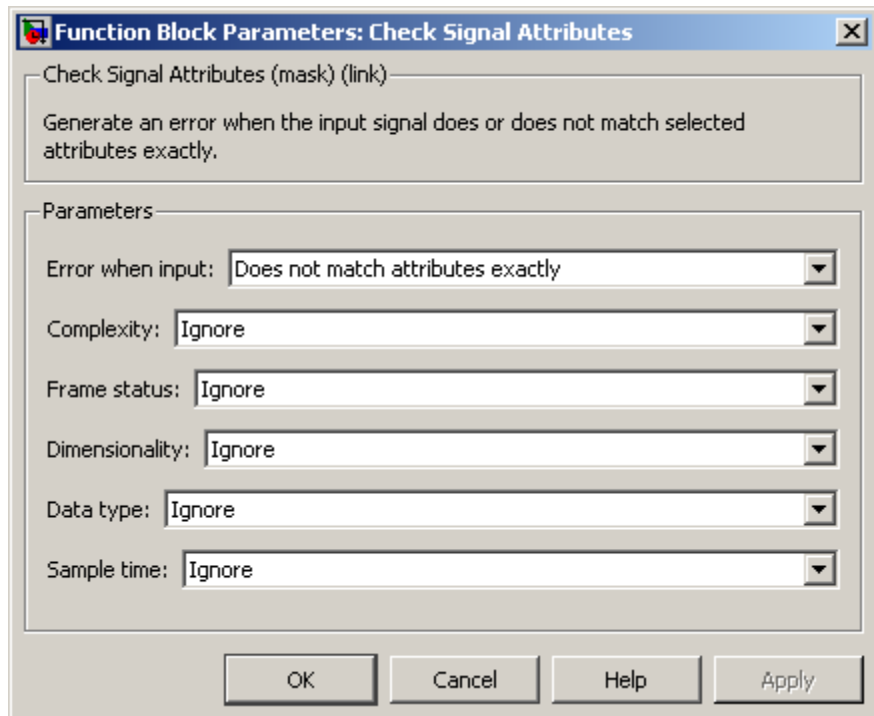 Function Block Parameters: Check Signal Attributes
Check Signal Attributes (mask) (link)
Generate an error when the input signal does or does not match selected
attributes exactly.
Parameters
Error when input: Does not match attributes exactly
Complexity: Ignore
Frame status: Ignore
Dimensionality: Ignore
Data type: Ignore
Sample time: Ignore
OK Cancel Help Apply